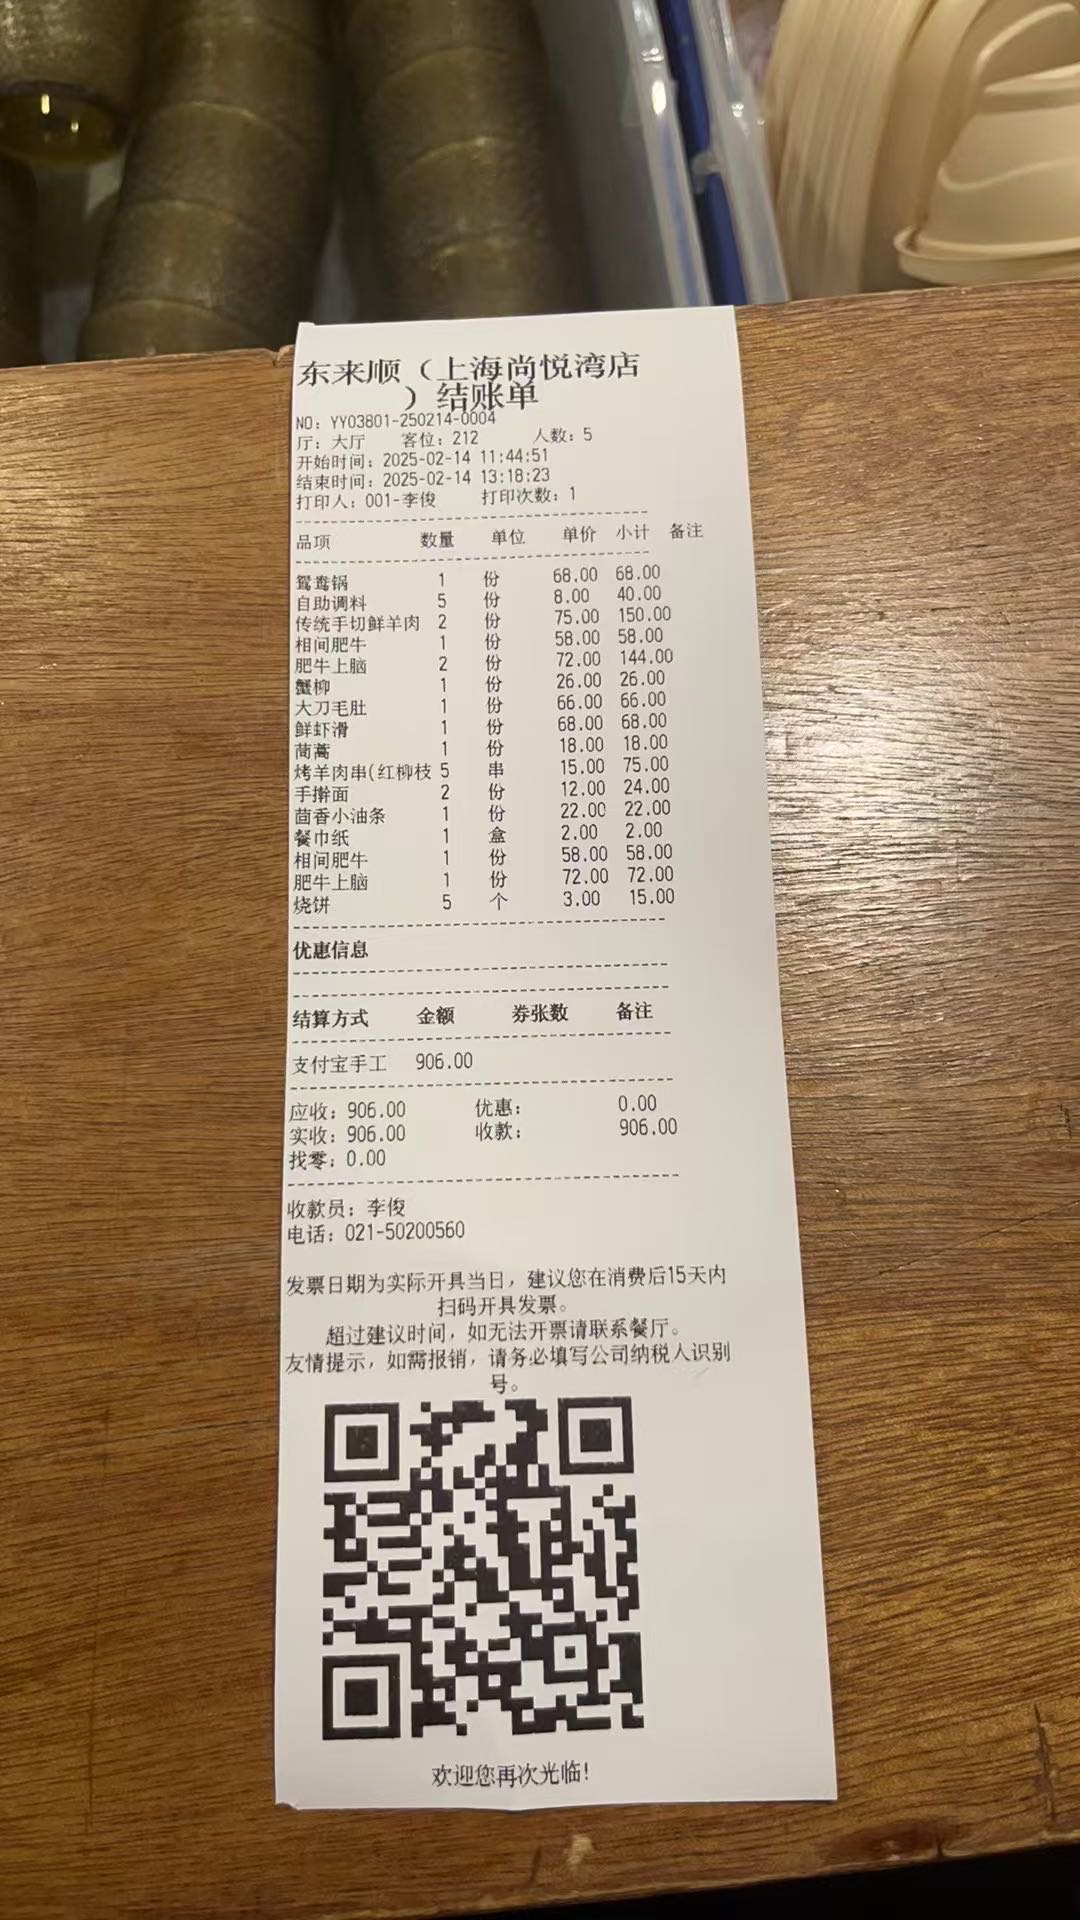 东来顺（上海尚悦湾店
）结账单
NO：YY03801-250214-0004
厅：大厅 客位：212 人数：5
开始时间：2025-02-14 11:44:51
结束时间：2025-02-14 13:18:23
打印人：001-李俊 打印次数：1
品项 数量 单位 单价 小计 备注
鸳鸯锅 1 份 68.00 68.00
自助调料 5 份 8.00 40.00
传统手切鲜羊肉 2 份 75.00 150.00
相间肥牛 1 份 58.00 58.00
肥牛上脑 2 份 72.00 144.00
蟹柳 1 份 26.00 26.00
大刀毛肚 1 份 66.00 66.00
鲜虾滑 1 份 68.00 68.00
茼蒿 1 份 18.00 18.00
烤羊肉串(红柳枝 5 串 15.00 75.00
手擀面 2 份 12.00 24.00
茴香小油条 1 份 22.00 22.00
餐巾纸 1 盒 2.00 2.00
相间肥牛 1 份 58.00 58.00
肥牛上脑 1 份 72.00 72.00
烧饼 5 个 3.00 15.00
优惠信息
结算方式 金额 券张数 备注
支付宝手工 906.00
应收：906.00 优惠： 0.00
实收：906.00 收款： 906.00
找零：0.00
收款员：李俊
电话：021-50200560
发票日期为实际开具当日，建议您在消费后15天内
扫码开具发票。
超过建议时间，如无法开票请联系餐厅。
友情提示，如需报销，请务必填写公司纳税人识别
号。
欢迎您再次光临!